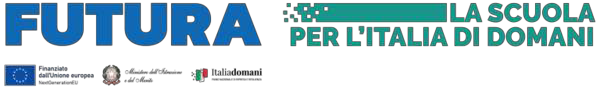 FUTURA
LA SCUOLA
PER L'ITALIA DI DOMANI
Finanziato
dall'Unione europea
NextGenerationEU
Ministero dell'Istruzione
e del Merito
Italiadomani